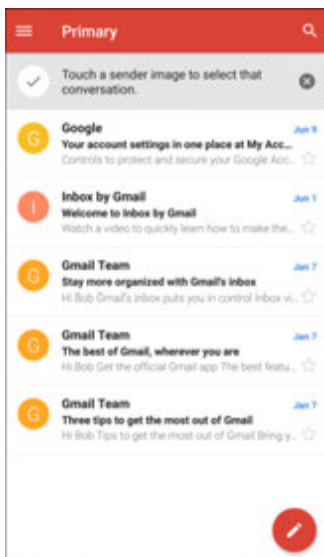 Primary
Touch a sender image to select that
conversation.
G
Google
Jun 9
Your account settings in one place at My Acc...
Controls to protect and secure your Google Acc...
I
Inbox by Gmail
Jun 1
Welcome to Inbox by Gmail
Watch a video to quickly learn how to make the...
G
Gmail Team
Jan 7
Stay more organized with Gmail's inbox
Hi Bob Gmail's inbox puts you in control Inbox vi...
G
Gmail Team
Jan 7
The best of Gmail, wherever you are
Hi Bob Get the official Gmail app The best featu...
G
Gmail Team
Jan 7
Three tips to get the most out of Gmail
Hi Bob Tips to get the most out of Gmail Bring y...